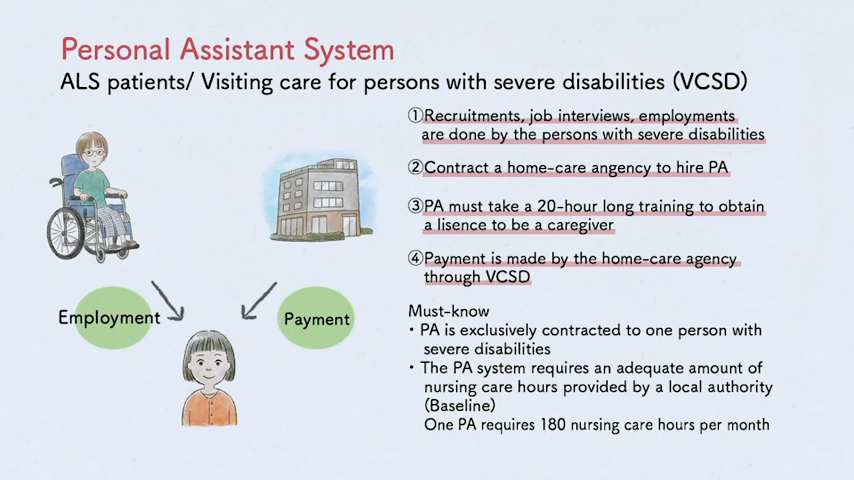 Personal Assistant System
ALS patients/ Visiting care for persons with severe disabilities (VCSD)
①Recruitments, job interviews, employments
are done by the persons with severe disabilities
②Contract a home-care angency to hire PA
③PA must take a 20-hour long training to obtain
a lisence to be a caregiver
④Payment is made by the home-care agency
through VCSD
Employment
Payment
Must-know
・PA is exclusively contracted to one person with
severe disabilities
・The PA system requires an adequate amount of
nursing care hours provided by a local authority
(Baseline)
One PA requires 180 nursing care hours per month